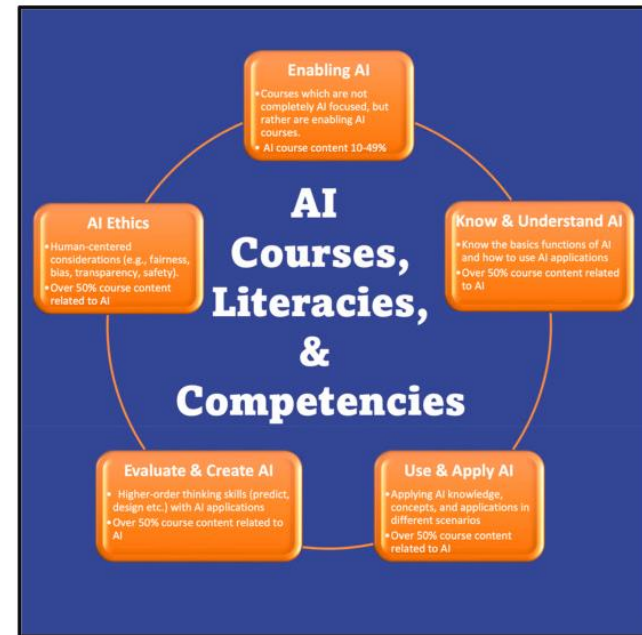 Enabling AI
•Courses which are not
completely AI focused, but
rather are enabling AI
courses.
• AI course content 10-49%
AI
Courses,
Literacies,
&
Competencies
Know & Understand AI
•Know the basics functions of AI
and how to use AI applications
•Over 50% course content related
to AI
Use & Apply AI
•Applying AI knowledge,
concepts, and applications in
different scenarios
•Over 50% course content
related to AI
Evaluate & Create AI
• Higher-order thinking skills (predict,
design etc.) with AI applications
•Over 50% course content related to
AI
AI Ethics
•Human-centered
considerations (e.g., fairness,
bias, transparency, safety).
•Over 50% course content
related to AI